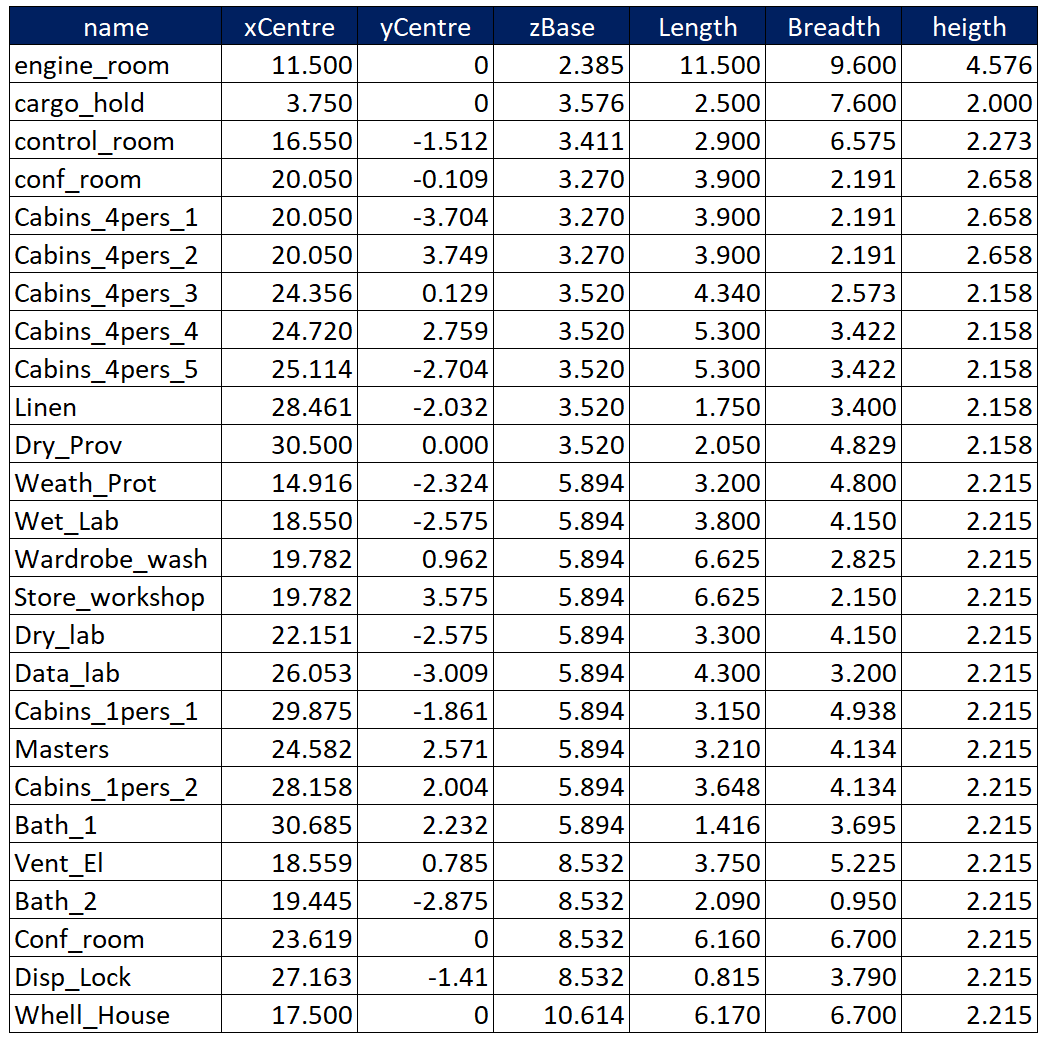 name xCentre yCentre zBase Length Breadth heigth
engine_room 11.500 0 2.385 11.500 9.600 4.576
cargo_hold 3.750 0 3.576 2.500 7.600 2.000
control_room 16.550 -1.512 3.411 2.900 6.575 2.273
conf_room 20.050 -0.109 3.270 3.900 2.191 2.658
Cabins_4pers_1 20.050 -3.704 3.270 3.900 2.191 2.658
Cabins_4pers_2 20.050 3.749 3.270 3.900 2.191 2.658
Cabins_4pers_3 24.356 0.129 3.520 4.340 2.573 2.158
Cabins_4pers_4 24.720 2.759 3.520 5.300 3.422 2.158
Cabins_4pers_5 25.114 -2.704 3.520 5.300 3.422 2.158
Linen 28.461 -2.032 3.520 1.750 3.400 2.158
Dry_Prov 30.500 0.000 3.520 2.050 4.829 2.158
Weath_Prot 14.916 -2.324 5.894 3.200 4.800 2.215
Wet_Lab 18.550 -2.575 5.894 3.800 4.150 2.215
Wardrobe_wash 19.782 0.962 5.894 6.625 2.825 2.215
Store_workshop 19.782 3.575 5.894 6.625 2.150 2.215
Dry_lab 22.151 -2.575 5.894 3.300 4.150 2.215
Data_lab 26.053 -3.009 5.894 4.300 3.200 2.215
Cabins_1pers_1 29.875 -1.861 5.894 3.150 4.938 2.215
Masters 24.582 2.571 5.894 3.210 4.134 2.215
Cabins_1pers_2 28.158 2.004 5.894 3.648 4.134 2.215
Bath_1 30.685 2.232 5.894 1.416 3.695 2.215
Vent_El 18.559 0.785 8.532 3.750 5.225 2.215
Bath_2 19.445 -2.875 8.532 2.090 0.950 2.215
Conf_room 23.619 0 8.532 6.160 6.700 2.215
Disp_Lock 27.163 -1.41 8.532 0.815 3.790 2.215
Whell_House 17.500 0 10.614 6.170 6.700 2.215